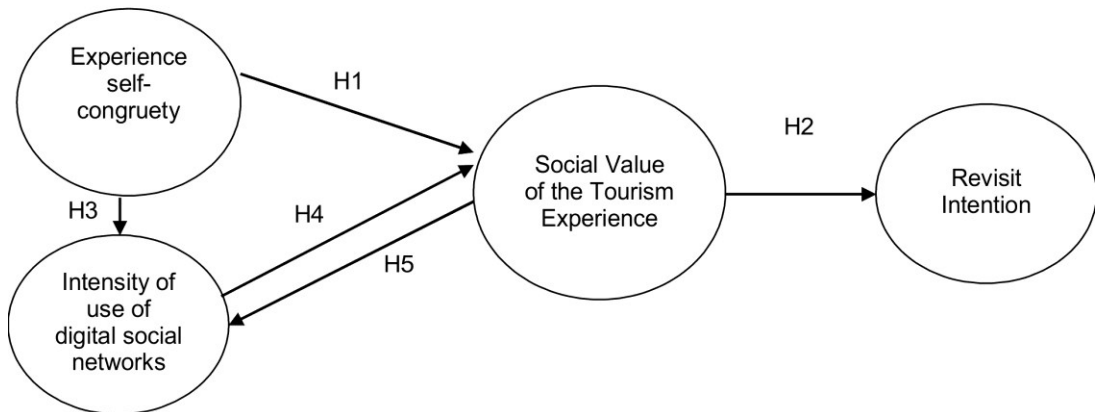 Experience
self-
congruety
H1
H3
H4
H5
Intensity of
use of
digital social
networks
Social Value
of the Tourism
Experience
H2
Revisit
Intention